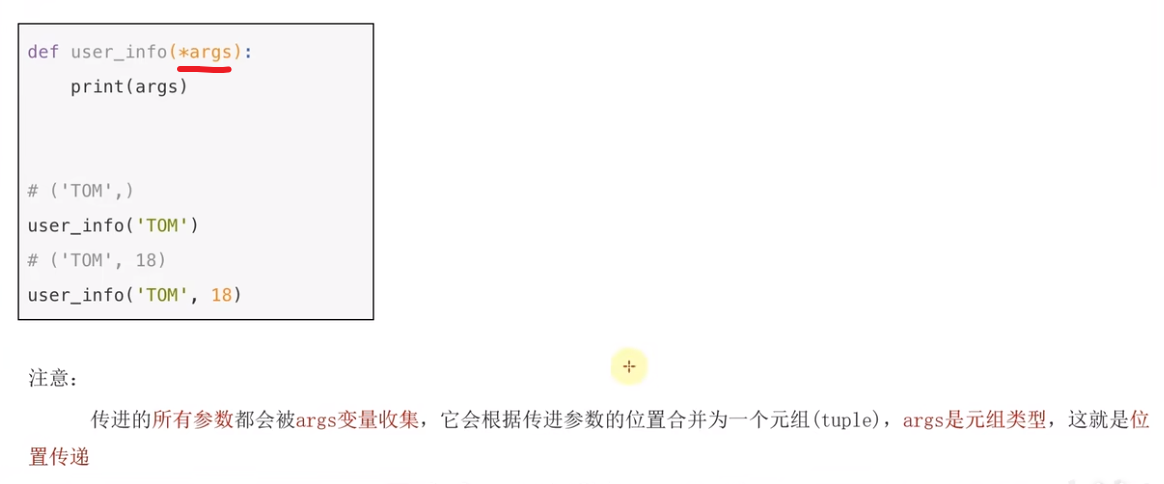 def user_info(*args):
    print(args)
# ('TOM',)
user_info('TOM')
# ('TOM', 18)
user_info('TOM', 18)
注意：
传进的所有参数都会被args变量收集，它会根据传进参数的位置合并为一个元组(tuple)，args是元组类型，这就是位
置传递